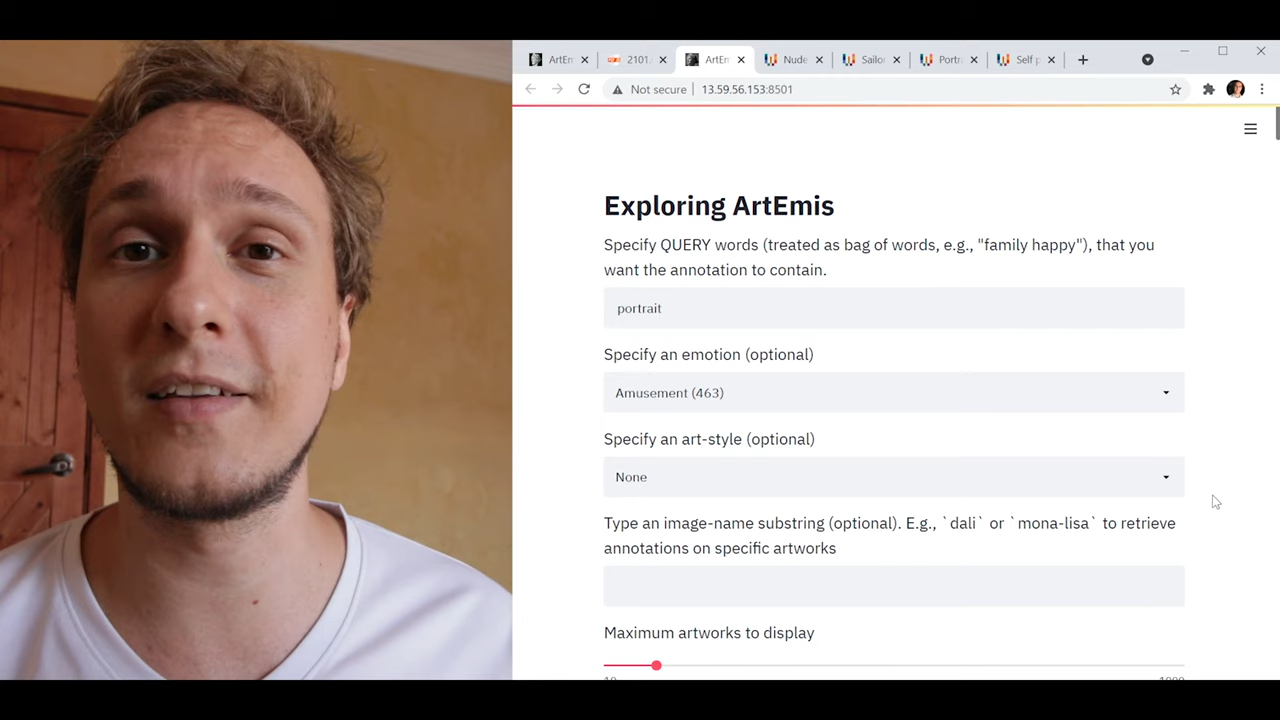 ArtEm
2101.
ArtEm
Nude
Sailor
Portra
Self p
Not secure
13.59.56.153:8501
Exploring ArtEmis
Specify QUERY words (treated as bag of words, e.g., "family happy"), that you
want the annotation to contain.
portrait
Specify an emotion (optional)
Amusement (463)
Specify an art-style (optional)
None
Type an image-name substring (optional). E.g., `dali` or `mona-lisa` to retrieve
annotations on specific artworks
Maximum artworks to display